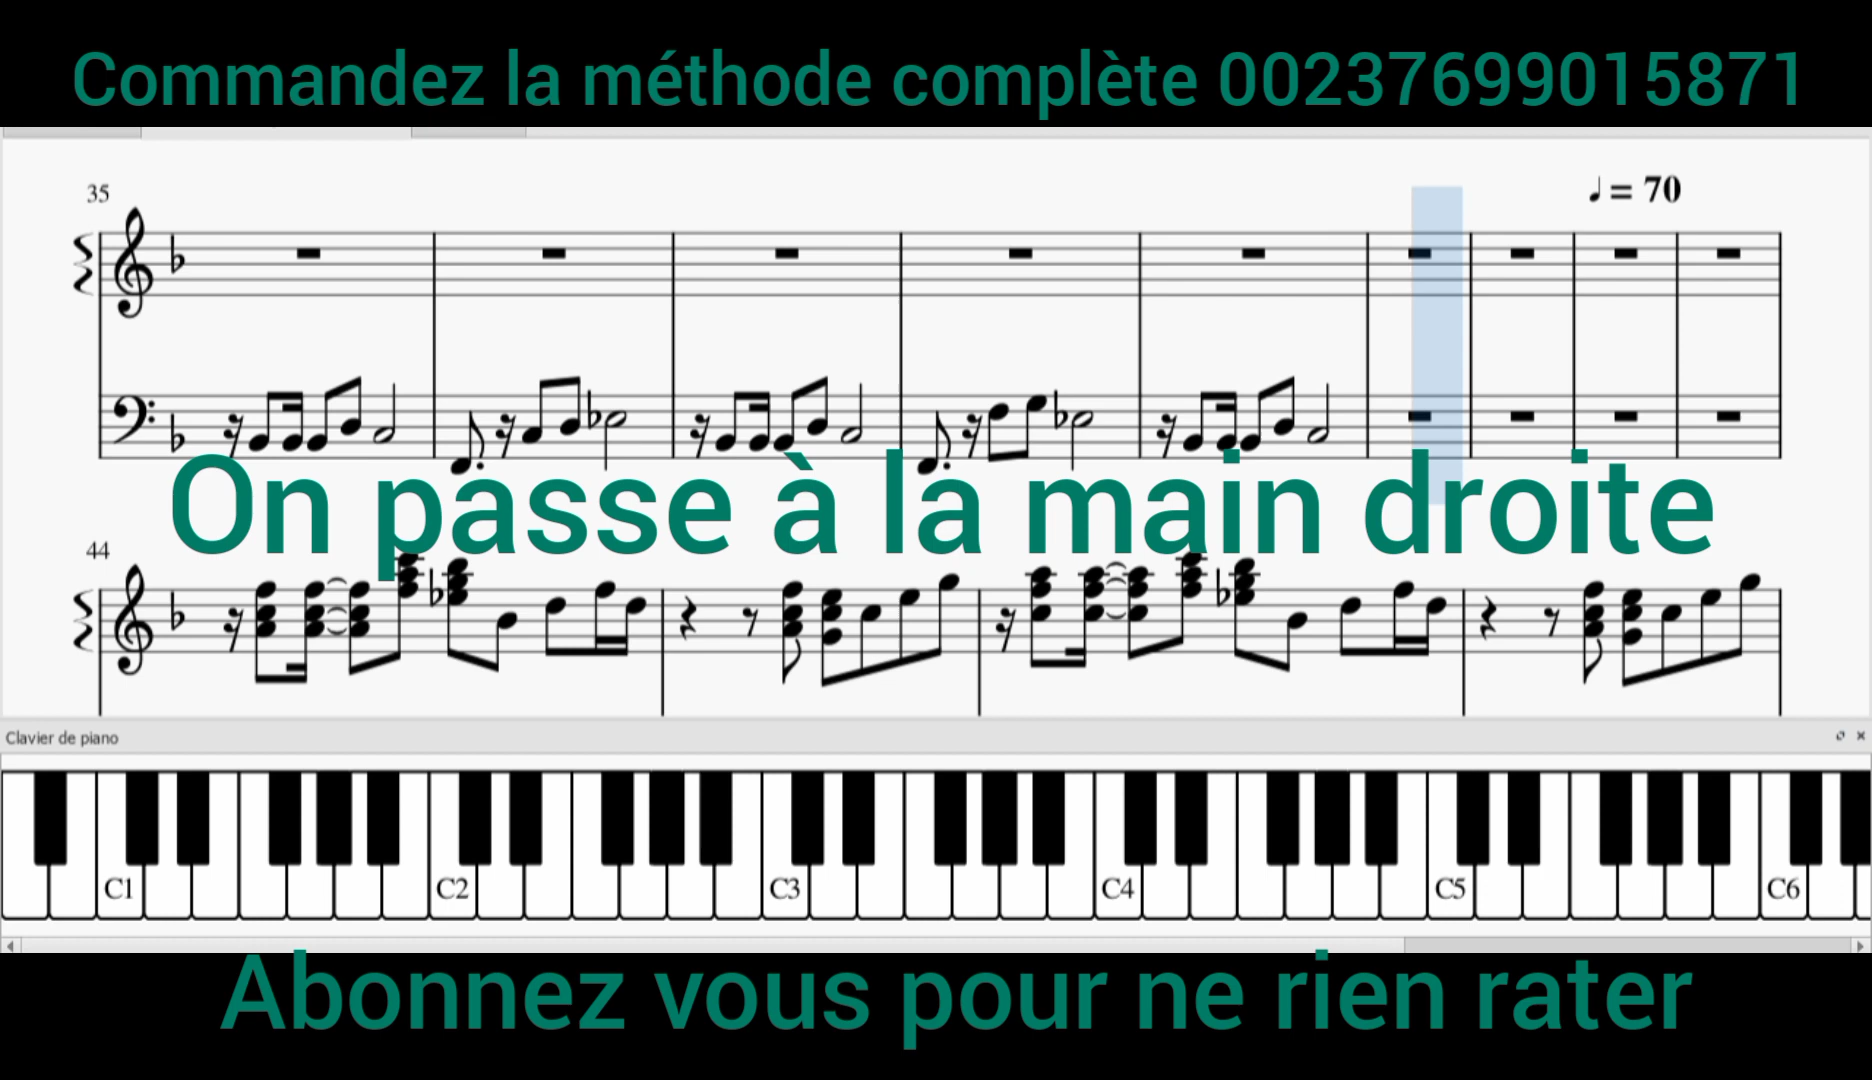 Commandez la méthode complète 00237699015871
35
♩ = 70
On passe à la main droite
44
Clavier de piano
C1 C2 C3 C4 C5 C6
Abonnez vous pour ne rien rater